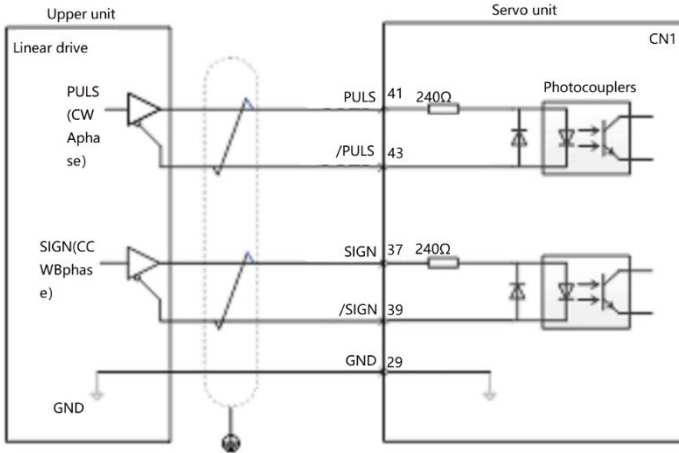 Upper unit
Servo unit
Linear drive
CN1
PULS
(CW
Apha
se)
PULS
41
240Ω
Photocouplers
/PULS
43
SIGN(CC
WBphas
e)
SIGN
37
240Ω
/SIGN
39
GND
29
GND